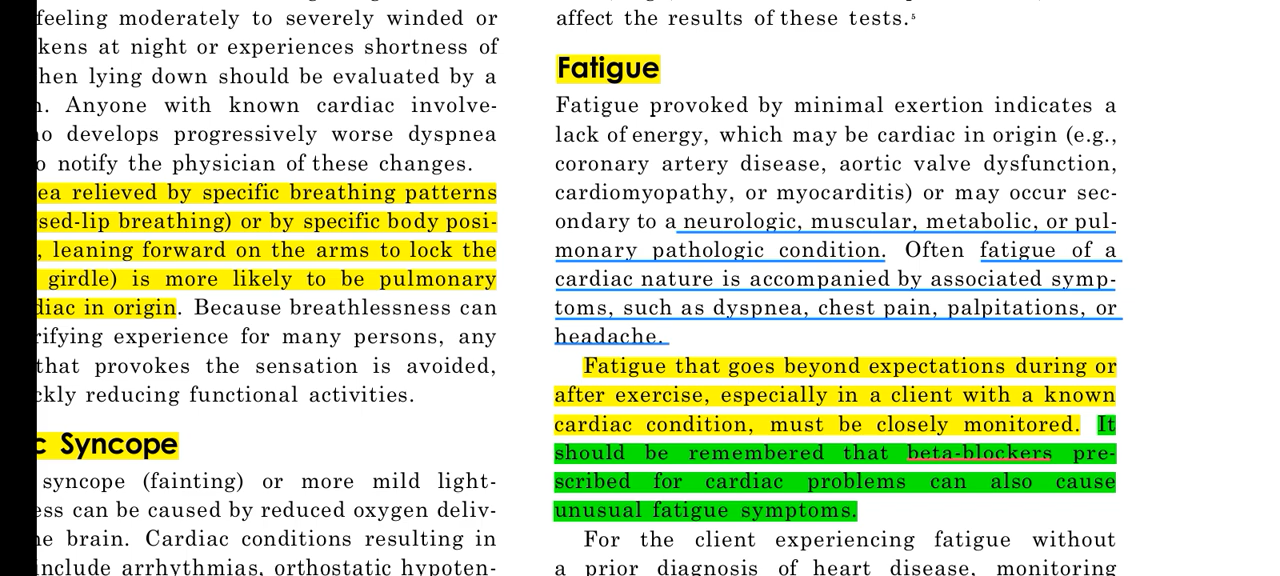 feeling moderately to severely winded or
at night or experiences shortness of
lying down should be evaluated by a
Anyone with known cardiac involve-
develops progressively worse dyspnea
notify the physician of these changes.
relieved by specific breathing patterns
breathing) or by specific body posi-
leaning forward on the arms to lock the
girdle) is more likely to be pulmonary
in origin. Because breathlessness can
experience for many persons, any
that provokes the sensation is avoided,
reducing functional activities.
Syncope
syncope (fainting) or more mild light-
can be caused by reduced oxygen deliv-
brain. Cardiac conditions resulting in
include arrhythmias, orthostatic hypoten-
affect the results of these tests.⁵
Fatigue
Fatigue provoked by minimal exertion indicates a
lack of energy, which may be cardiac in origin (e.g.,
coronary artery disease, aortic valve dysfunction,
cardiomyopathy, or myocarditis) or may occur sec-
ondary to a neurologic, muscular, metabolic, or pul-
monary pathologic condition. Often fatigue of a
cardiac nature is accompanied by associated symp-
toms, such as dyspnea, chest pain, palpitations, or
headache.
Fatigue that goes beyond expectations during or
after exercise, especially in a client with a known
cardiac condition, must be closely monitored. It
should be remembered that beta-blockers pre-
scribed for cardiac problems can also cause
unusual fatigue symptoms.
For the client experiencing fatigue without
a prior diagnosis of heart disease, monitoring